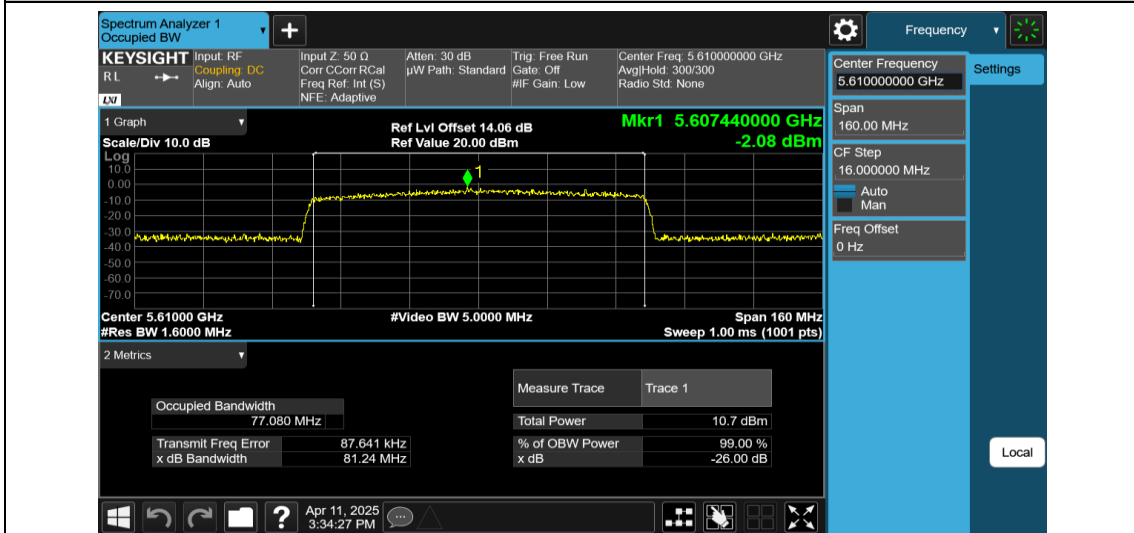 Spectrum Analyzer 1
Occupied BW
Frequency
KEYSIGHT
R L
LXI
Input: RF
Coupling: DC
Align: Auto
Input Z: 50 Ω
Corr CCorr RCal
Freq Ref: Int (S)
NFE: Adaptive
Atten: 30 dB
µW Path: Standard
Trig: Free Run
Gate: Off
#IF Gain: Low
Center Freq: 5.610000000 GHz
Avg|Hold: 300/300
Radio Std: None
Center Frequency
5.610000000 GHz
Settings
Span
160.00 MHz
CF Step
16.000000 MHz
Auto
Man
Freq Offset
0 Hz
Local
1 Graph
Scale/Div 10.0 dB
Ref Lvl Offset 14.06 dB
Ref Value 20.00 dBm
Mkr1 5.607440000 GHz
-2.08 dBm
Log
10.0
0.00
-10.0
-20.0
-30.0
-40.0
-50.0
-60.0
-70.0
1
Center 5.61000 GHz
#Res BW 1.6000 MHz
#Video BW 5.0000 MHz
Span 160 MHz
Sweep 1.00 ms (1001 pts)
2 Metrics
Measure Trace Trace 1
Occupied Bandwidth
77.080 MHz
Total Power 10.7 dBm
Transmit Freq Error 87.641 kHz
% of OBW Power 99.00 %
x dB Bandwidth 81.24 MHz
x dB -26.00 dB
?
Apr 11, 2025
3:34:27 PM